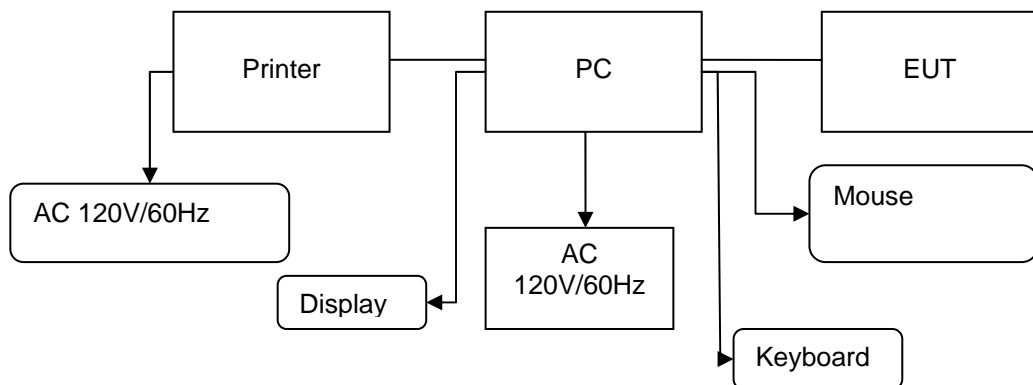 Printer
PC
EUT
AC 120V/60Hz
Mouse
AC
120V/60Hz
Display
Keyboard